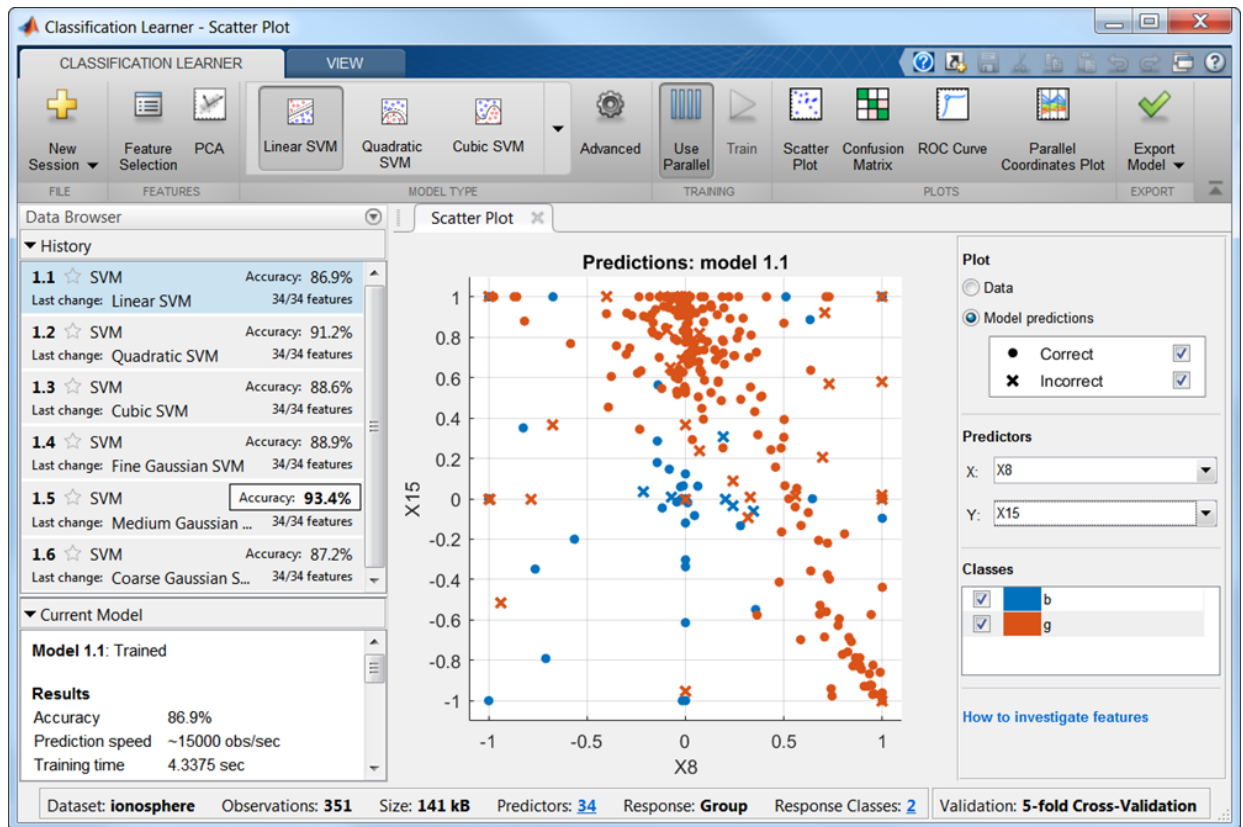 Classification Learner - Scatter Plot
CLASSIFICATION LEARNER VIEW
New Session
Feature Selection
PCA
Linear SVM
Quadratic SVM
Cubic SVM
Advanced
Use Parallel
Train
Scatter Plot
Confusion Matrix
ROC Curve
Parallel Coordinates Plot
Export Model
FILE FEATURES MODEL TYPE TRAINING PLOTS EXPORT
Data Browser
History
1.1 SVM Accuracy: 86.9%
Last change: Linear SVM 34/34 features
1.2 SVM Accuracy: 91.2%
Last change: Quadratic SVM 34/34 features
1.3 SVM Accuracy: 88.6%
Last change: Cubic SVM 34/34 features
1.4 SVM Accuracy: 88.9%
Last change: Fine Gaussian SVM 34/34 features
1.5 SVM Accuracy: 93.4%
Last change: Medium Gaussian ... 34/34 features
1.6 SVM Accuracy: 87.2%
Last change: Coarse Gaussian S... 34/34 features
Current Model
Model 1.1: Trained
Results
Accuracy 86.9%
Prediction speed ~15000 obs/sec
Training time 4.3375 sec
Scatter Plot
Predictions: model 1.1
1
0.8
0.6
0.4
0.2
0
-0.2
-0.4
-0.6
-0.8
-1
X15
-1 -0.5 0 0.5 1
X8
Plot
Data
Model predictions
Correct
Incorrect
Predictors
X: X8
Y: X15
Classes
b
g
How to investigate features
Dataset: ionosphere Observations: 351 Size: 141 kB Predictors: 34 Response: Group Response Classes: 2 Validation: 5-fold Cross-Validation